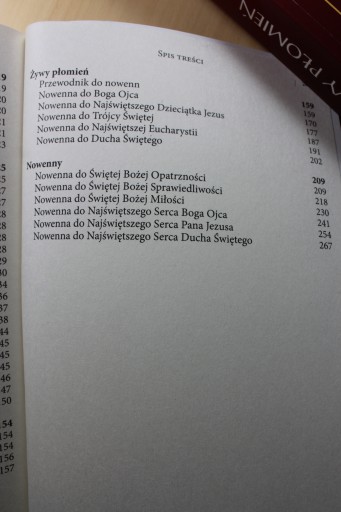 Y PŁOMIEŃ
SPIS TREŚCI
Żywy płomień 159
Przewodnik do nowenn 159
Nowenna do Boga Ojca 170
Nowenna do Najświętszego Dzieciątka Jezus 177
Nowenna do Trójcy Świętej 187
Nowenna do Najświętszej Eucharystii 191
Nowenna do Ducha Świętego 202
Nowenny 209
Nowenna do Świętej Bożej Opatrzności 209
Nowenna do Świętej Bożej Sprawiedliwości 218
Nowenna do Świętej Bożej Miłości 230
Nowenna do Najświętszego Serca Boga Ojca 241
Nowenna do Najświętszego Serca Pana Jezusa 254
Nowenna do Najświętszego Serca Ducha Świętego 267